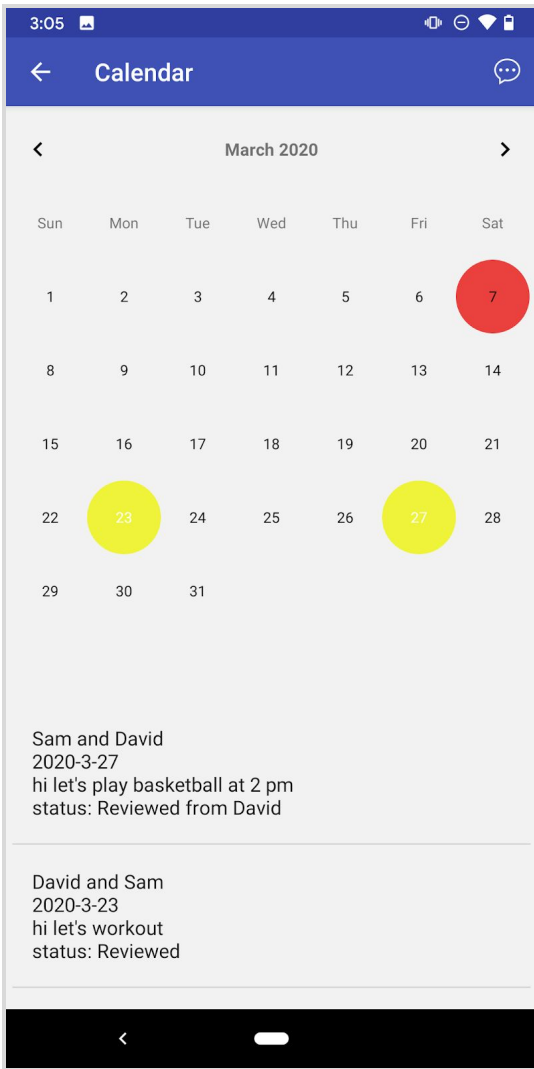 3:05
Calendar
March 2020
Sun Mon Tue Wed Thu Fri Sat
1 2 3 4 5 6 7
8 9 10 11 12 13 14
15 16 17 18 19 20 21
22 23 24 25 26 27 28
29 30 31
Sam and David
2020-3-27
hi let's play basketball at 2 pm
status: Reviewed from David
David and Sam
2020-3-23
hi let's workout
status: Reviewed